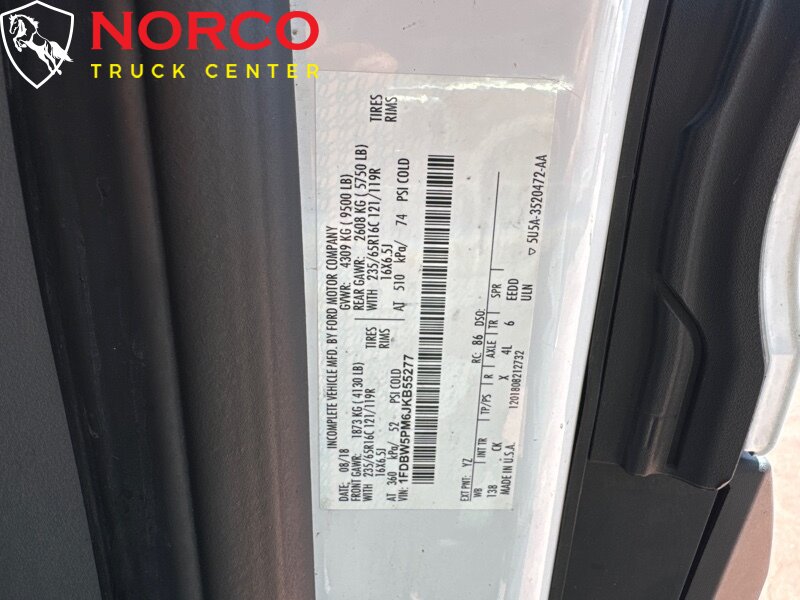 NORCO
TRUCK CENTER
INCOMPLETE VEHICLE MFD. BY FORD MOTOR COMPANY
DATE: 08/18 GVWR: 4309 KG ( 9500 LB)
FRONT GAWR: 1873 KG ( 4130 LB) REAR GAWR: 2608 KG ( 5750 LB)
WITH 235/65R16C 121/119R TIRES WITH 235/65R16C 121/119R TIRES
16X6.5J RIMS 16X6.5J RIMS
AT 360 kPa/ 52 PSI COLD AT 510 kPa/ 74 PSI COLD
VIN: 1FDBW5PM6JKB55277
EXT PNT: YZ RC: 86 DSO:
WB INT TR TP/PS R AXLE TR SPR
138 CK X 4L 6 EEDD
MADE IN U.S.A. 1201808212732 ULN
▽ 5U5A-3520472-AA